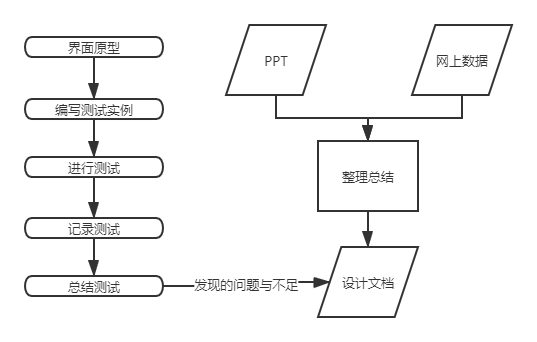 界面原型
编写测试实例
进行测试
记录测试
总结测试
发现的问题与不足
PPT
网上数据
整理总结
设计文档